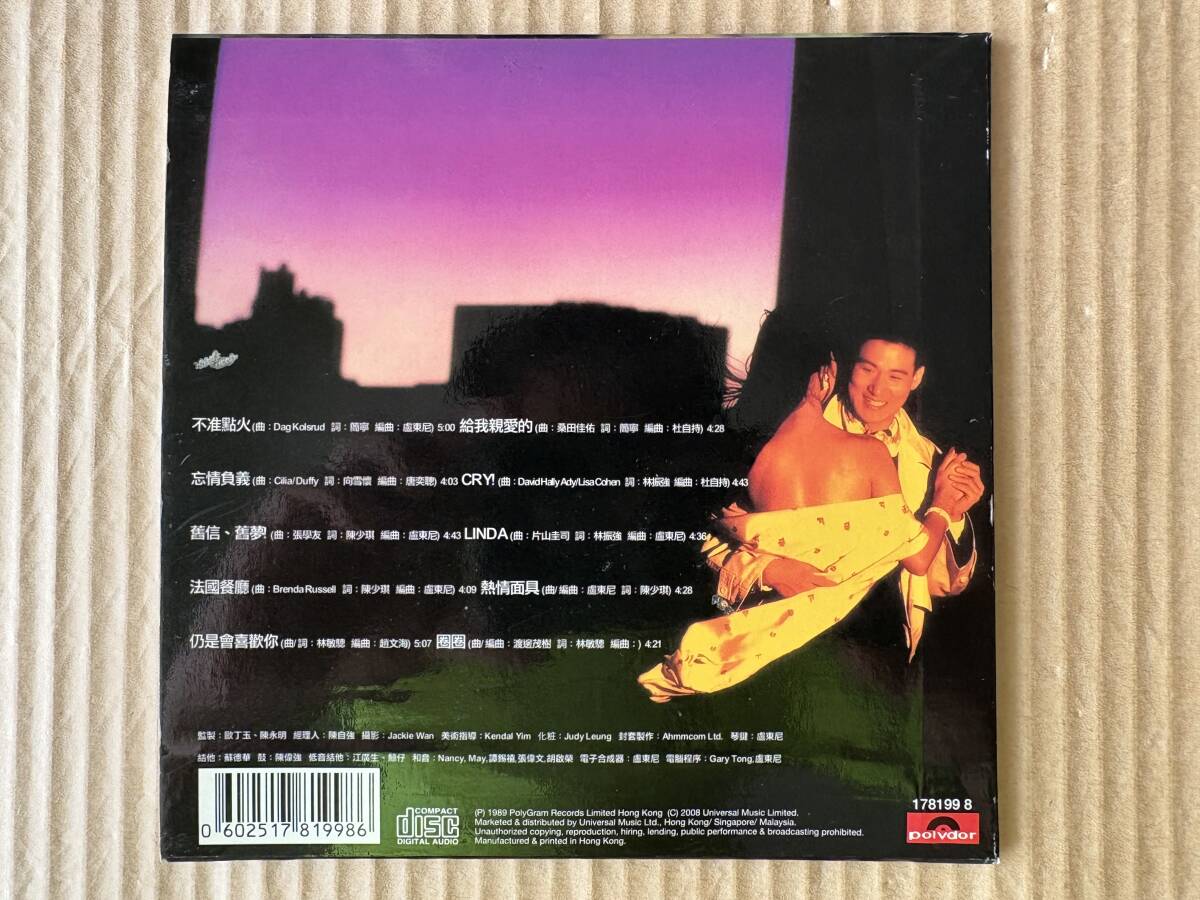 不准點火(曲:Dag Kolsrud 詞:簡寧 編曲:盧東尼) 5:00 給我親愛的(曲:桑田佳佑 詞:簡寧 編曲:杜自持) 4:28
忘情負義(曲:Cilia/Duffy 詞:向雪懷 編曲:唐奕聰) 4:03 CRY!(曲:David Hally Ady/Lisa Cohen 詞:林振強 編曲:杜自持) 4:43
舊信、舊夢!(曲:張學友 詞:陳少琪 編曲:盧東尼) 4:43 LINDA(曲:片山圭司 詞:林振強 編曲:盧東尼) 4:36
法國餐廳(曲:Brenda Russell 詞:陳少琪 編曲:盧東尼) 4:09 熱情面具(曲/編曲:盧東尼 詞:陳少琪) 4:28
仍是會喜歡你(曲/詞:林敏驄 編曲:趙文海) 5:07 圈圈(曲/編曲:渡邊茂樹 詞:林敏驄 編曲:) 4:21
監製:歐丁玉、陳永明 經理人:陳自強 攝影:Jackie Wan 美術指導:Kendal Yim 化粧:Judy Leung 封套製作:Ahmmcom Ltd. 琴鍵:盧東尼
結他:蘇德華 鼓:陳偉強 低音結他:江廣生、鯨仔 和音:Nancy, May,譚錫禧,張偉文,胡啟榮 電子合成器:盧東尼 電腦程序:Gary Tong,盧東尼
0 602517 819986
COMPACT
disc
DIGITAL AUDIO
(P) 1989 PolyGram Records Limited Hong Kong (C) 2008 Universal Music Limited.
Marketed & distributed by Universal Music Ltd., Hong Kong/ Singapore/ Malaysia.
Unauthorized copying, reproduction, hiring, lending, public performance & broadcasting prohibited.
Manufactured & printed in Hong Kong.
178199 8
polydor